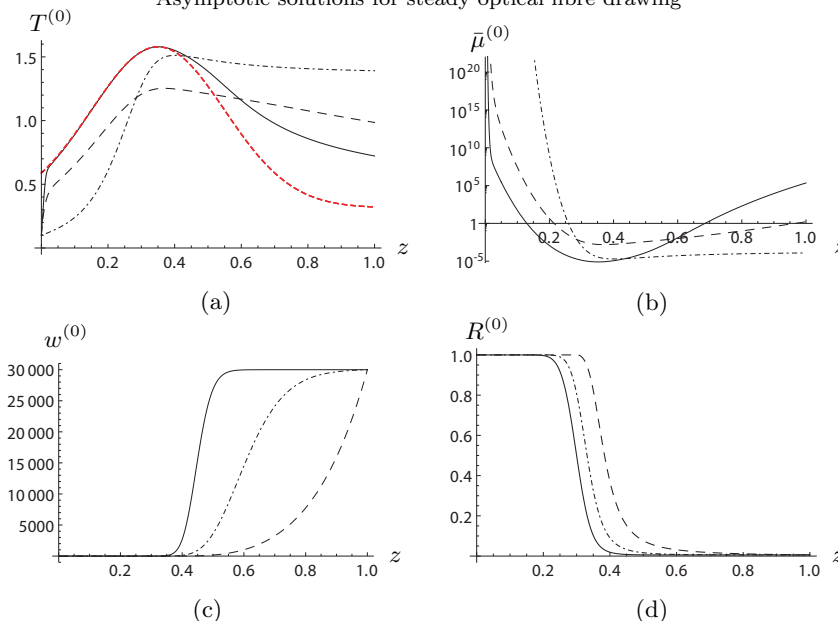 Asymptotic solutions for steady optical fibre drawing
T^(0)
1.5
1.0
0.5
0.2 0.4 0.6 0.8 1.0 z
(a)
μ̄^(0)
10^20
10^15
10^10
10^5
1
10^-5
0.2 0.4 0.6 0.8 1.0 z
(b)
w^(0)
30 000
25 000
20 000
15 000
10 000
5000
0.2 0.4 0.6 0.8 1.0 z
(c)
R^(0)
1.0
0.8
0.6
0.4
0.2
0.2 0.4 0.6 0.8 1.0 z
(d)